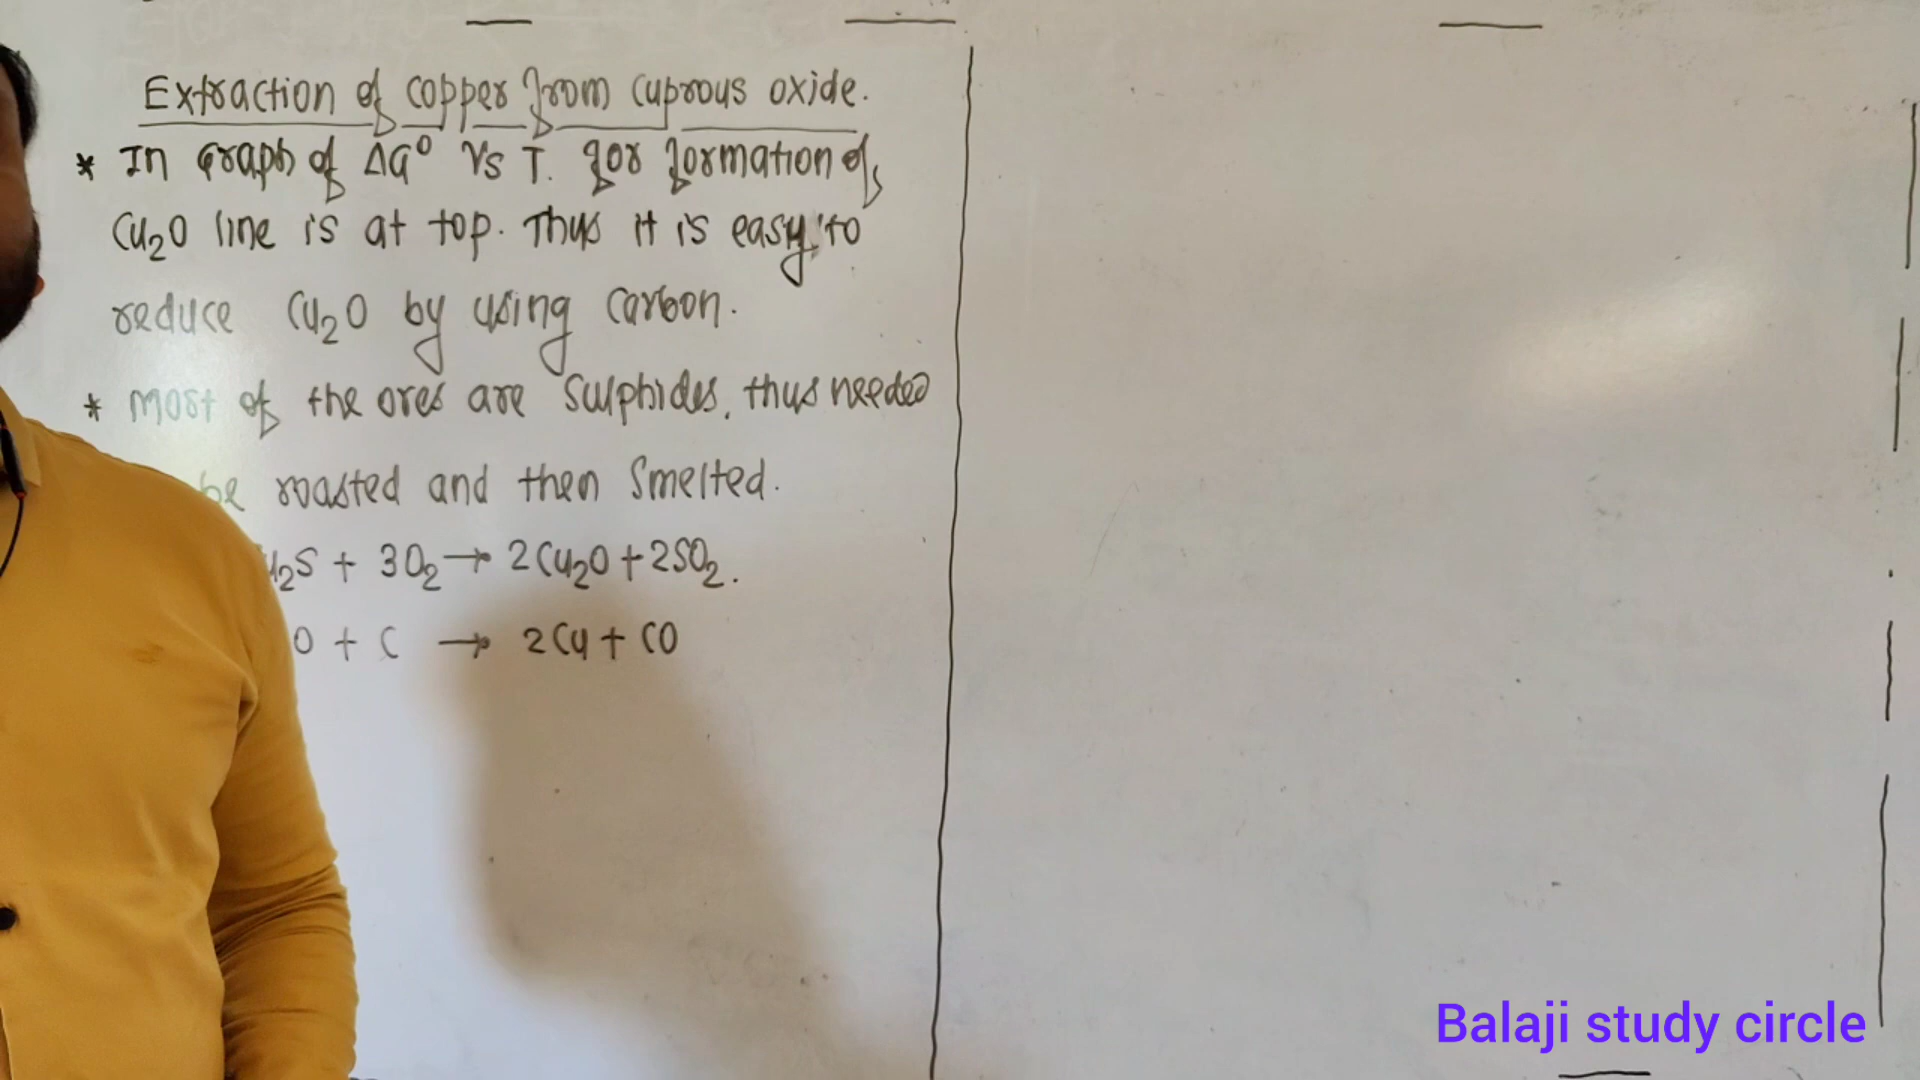 Extraction of copper from cuprous oxide.
* In Graph of ΔG⁰ Vs T. for formation of
Cu₂O line is at top. Thus it is easy to
reduce Cu₂O by using Carbon.
* Most of the ores are Sulphides, thus needed
be roasted and then Smelted.
₂S + 3O₂ → 2Cu₂O + 2SO₂.
O + C → 2Cu + CO
Balaji study circle